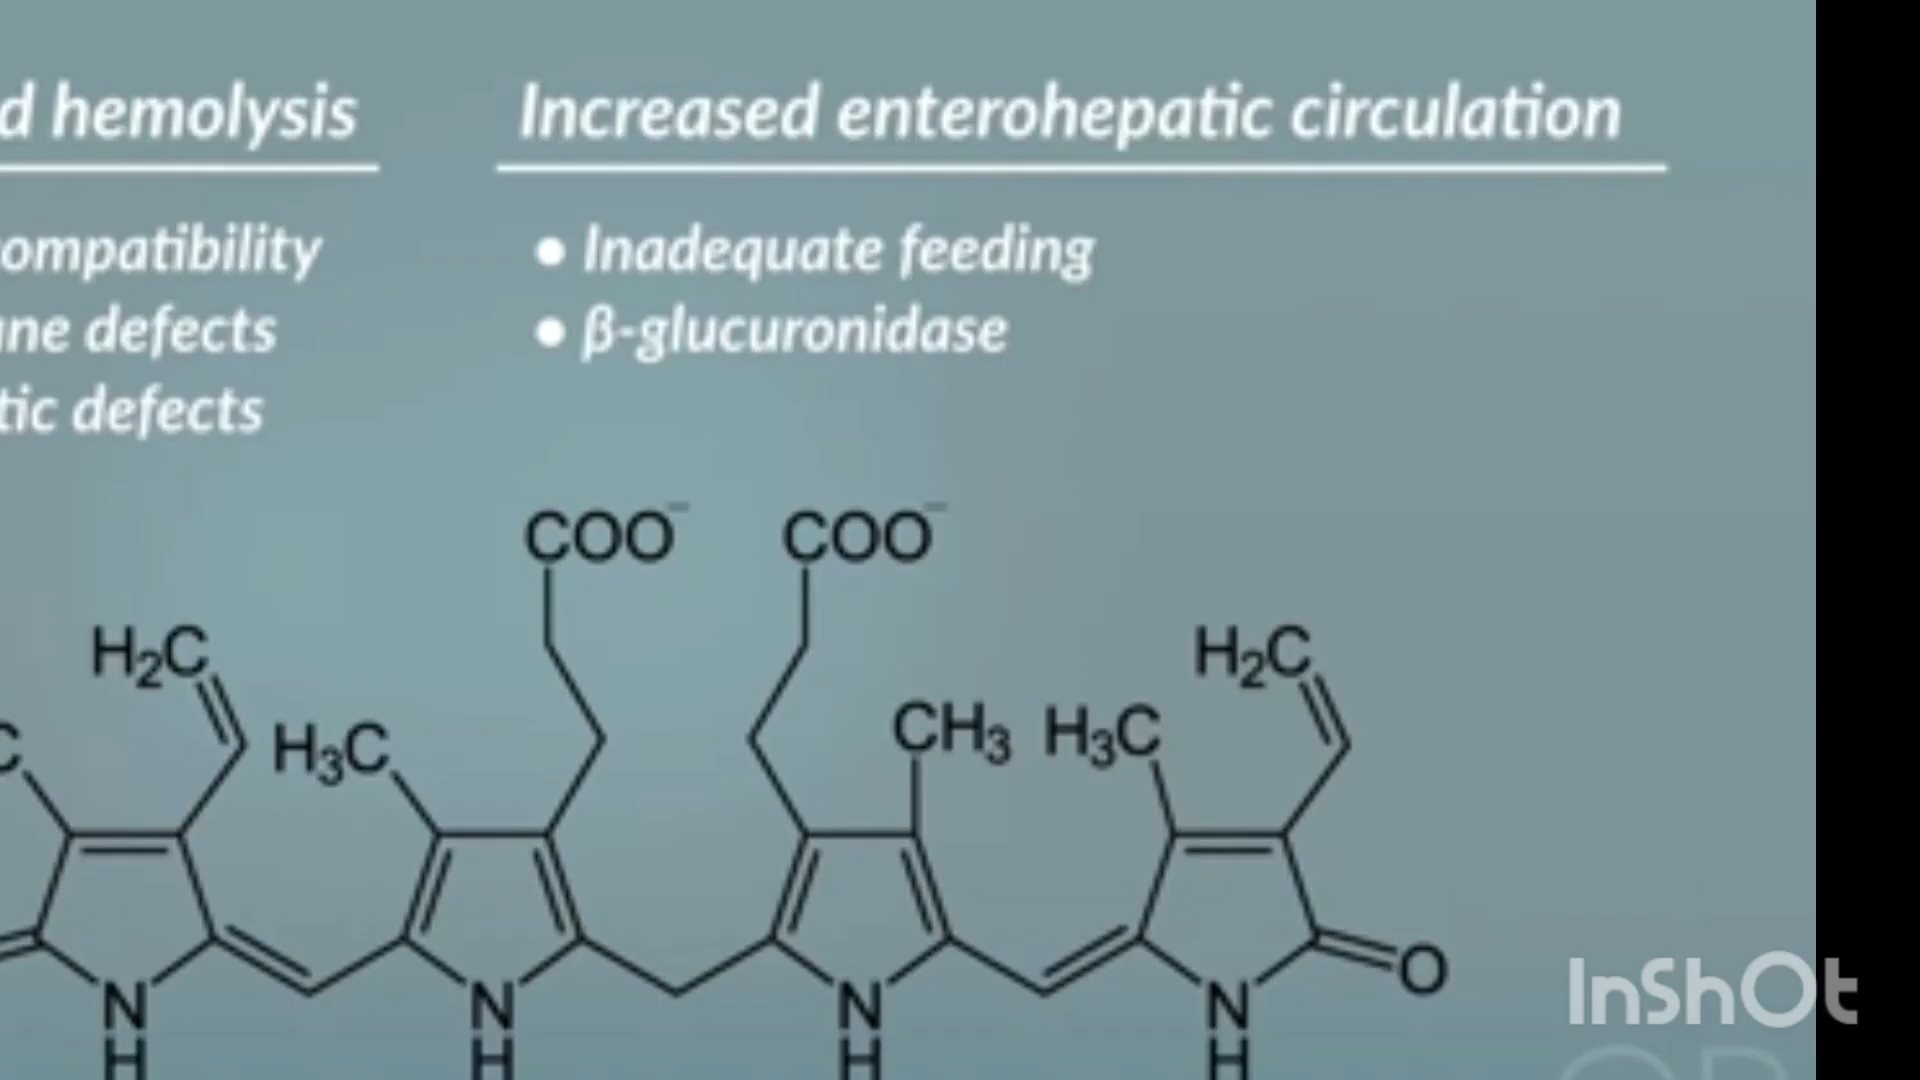 d hemolysis
ompatibility
ne defects
tic defects
Increased enterohepatic circulation
● Inadequate feeding
● β-glucuronidase
COO⁻ COO⁻
H₂C H₂C
C H₃C CH₃ H₃C
O
N N N N
H H H H
InShOt